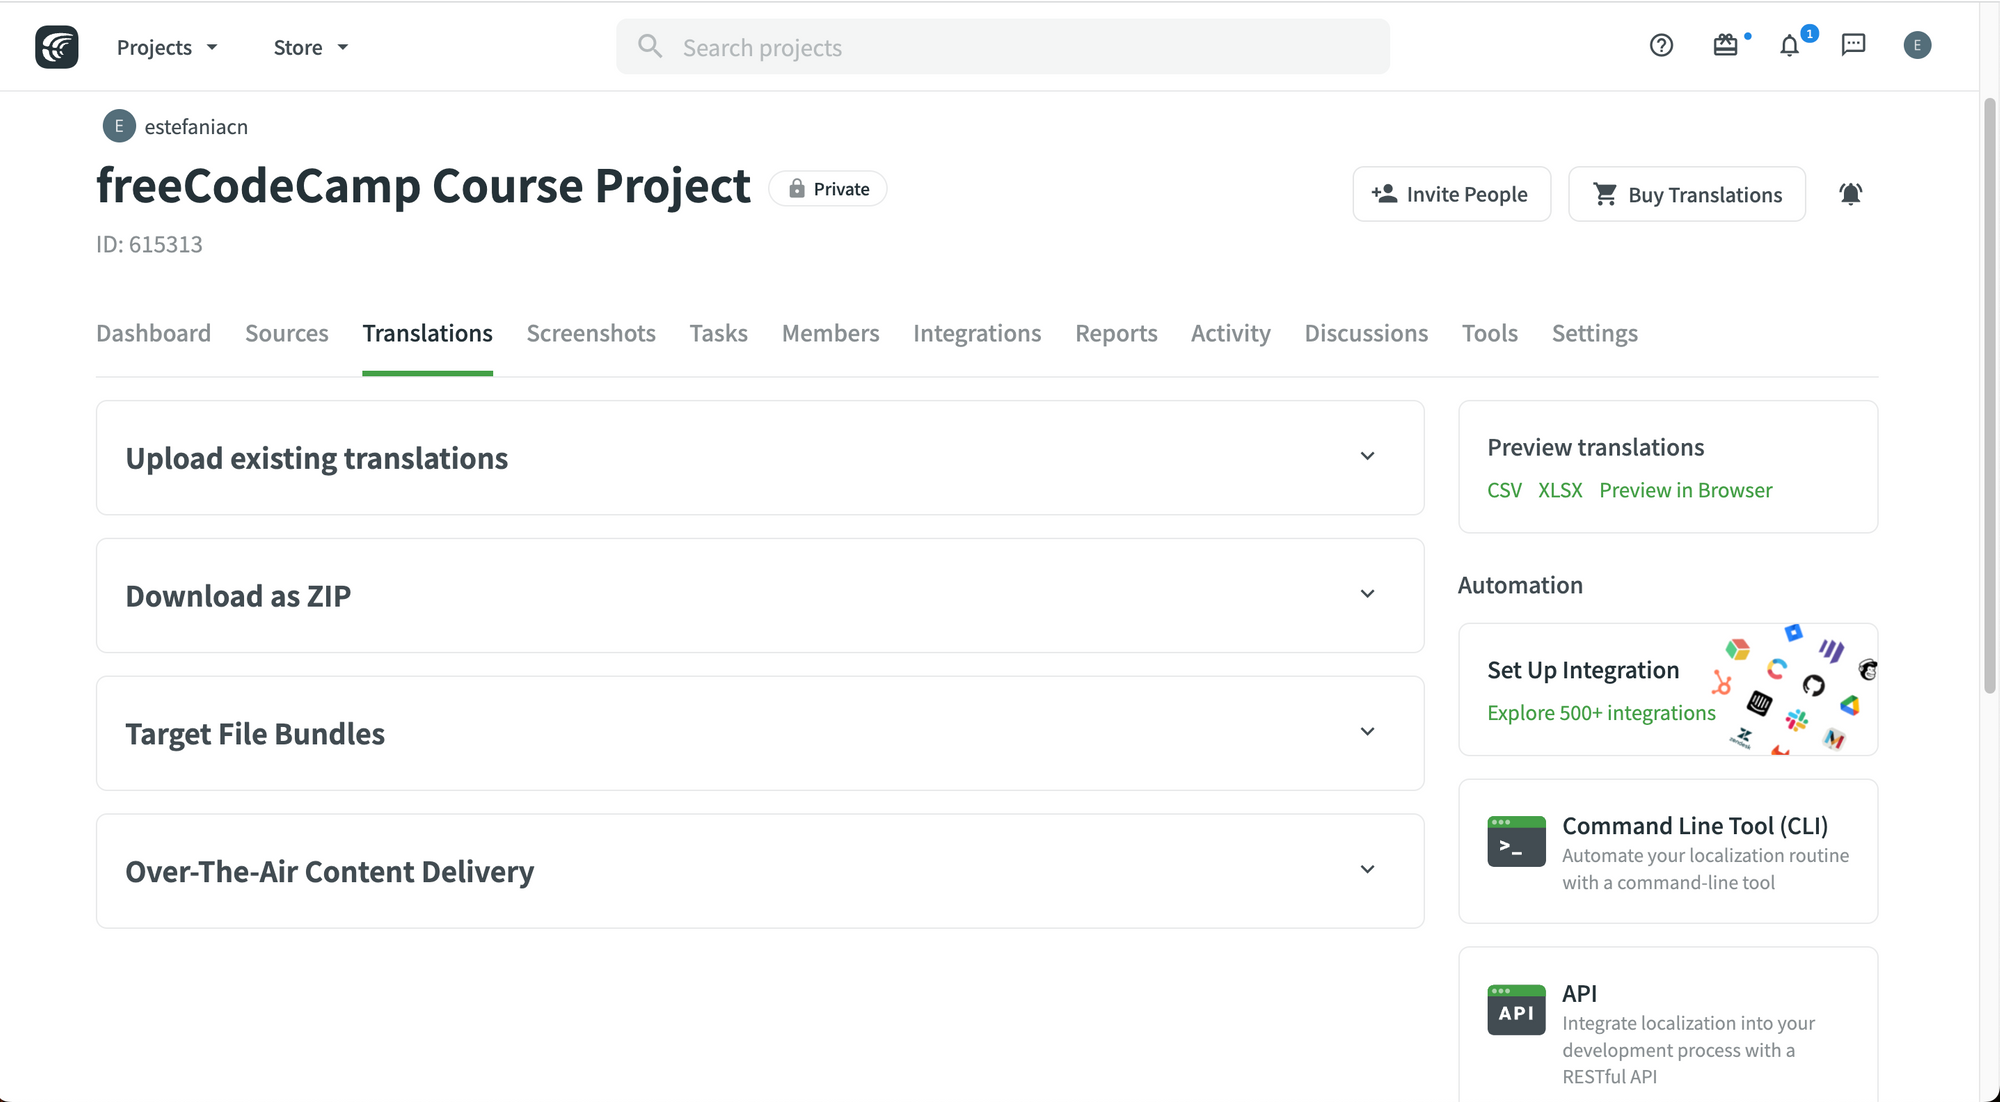 Projects
Store
Search projects
1
E
E
estefaniacn
freeCodeCamp Course Project
Private
Invite People
Buy Translations
ID: 615313
Dashboard
Sources
Translations
Screenshots
Tasks
Members
Integrations
Reports
Activity
Discussions
Tools
Settings
Upload existing translations
Download as ZIP
Target File Bundles
Over-The-Air Content Delivery
Preview translations
CSV XLSX Preview in Browser
Automation
Set Up Integration
Explore 500+ integrations
zendesk
>_
Command Line Tool (CLI)
Automate your localization routine
with a command-line tool
API
API
Integrate localization into your
development process with a
RESTful API